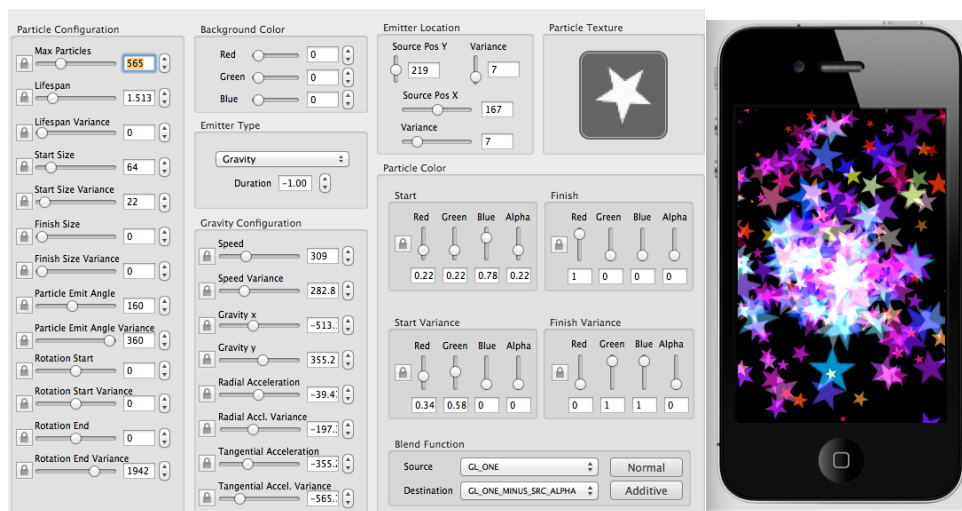 Particle Configuration
Max Particles
565
Lifespan
1.513
Lifespan Variance
0
Start Size
64
Start Size Variance
22
Finish Size
0
Finish Size Variance
0
Particle Emit Angle
160
Particle Emit Angle Variance
360
Rotation Start
0
Rotation Start Variance
0
Rotation End
0
Rotation End Variance
1942
Background Color
Red 0
Green 0
Blue 0
Emitter Type
Gravity
Duration -1.00
Gravity Configuration
Speed
309
Speed Variance
282.8
Gravity x
-513.
Gravity y
355.2
Radial Acceleration
-39.4
Radial Accl. Variance
-197.
Tangential Acceleration
-355.
Tangential Accel. Variance
-565.
Emitter Location
Source Pos Y Variance
219 7
Source Pos X
167
Variance
7
Particle Texture
Particle Color
Start
Red Green Blue Alpha
0.22 0.22 0.78 0.22
Finish
Red Green Blue Alpha
1 0 0 0
Start Variance
Red Green Blue Alpha
0.34 0.58 0 0
Finish Variance
Red Green Blue Alpha
0 1 1 0
Blend Function
Source GL_ONE Normal
Destination GL_ONE_MINUS_SRC_ALPHA Additive